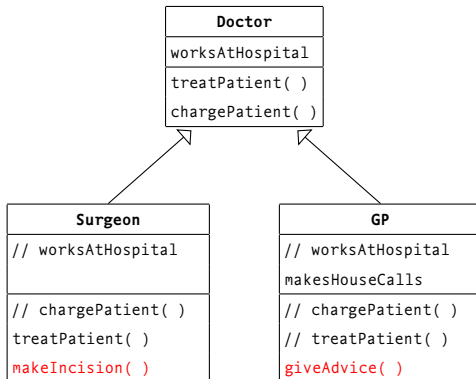 Doctor
worksAtHospital
treatPatient( )
chargePatient( )
Surgeon
// worksAtHospital
// chargePatient( )
treatPatient( )
makeIncision( )
GP
// worksAtHospital
makesHouseCalls
// chargePatient( )
// treatPatient( )
giveAdvice( )